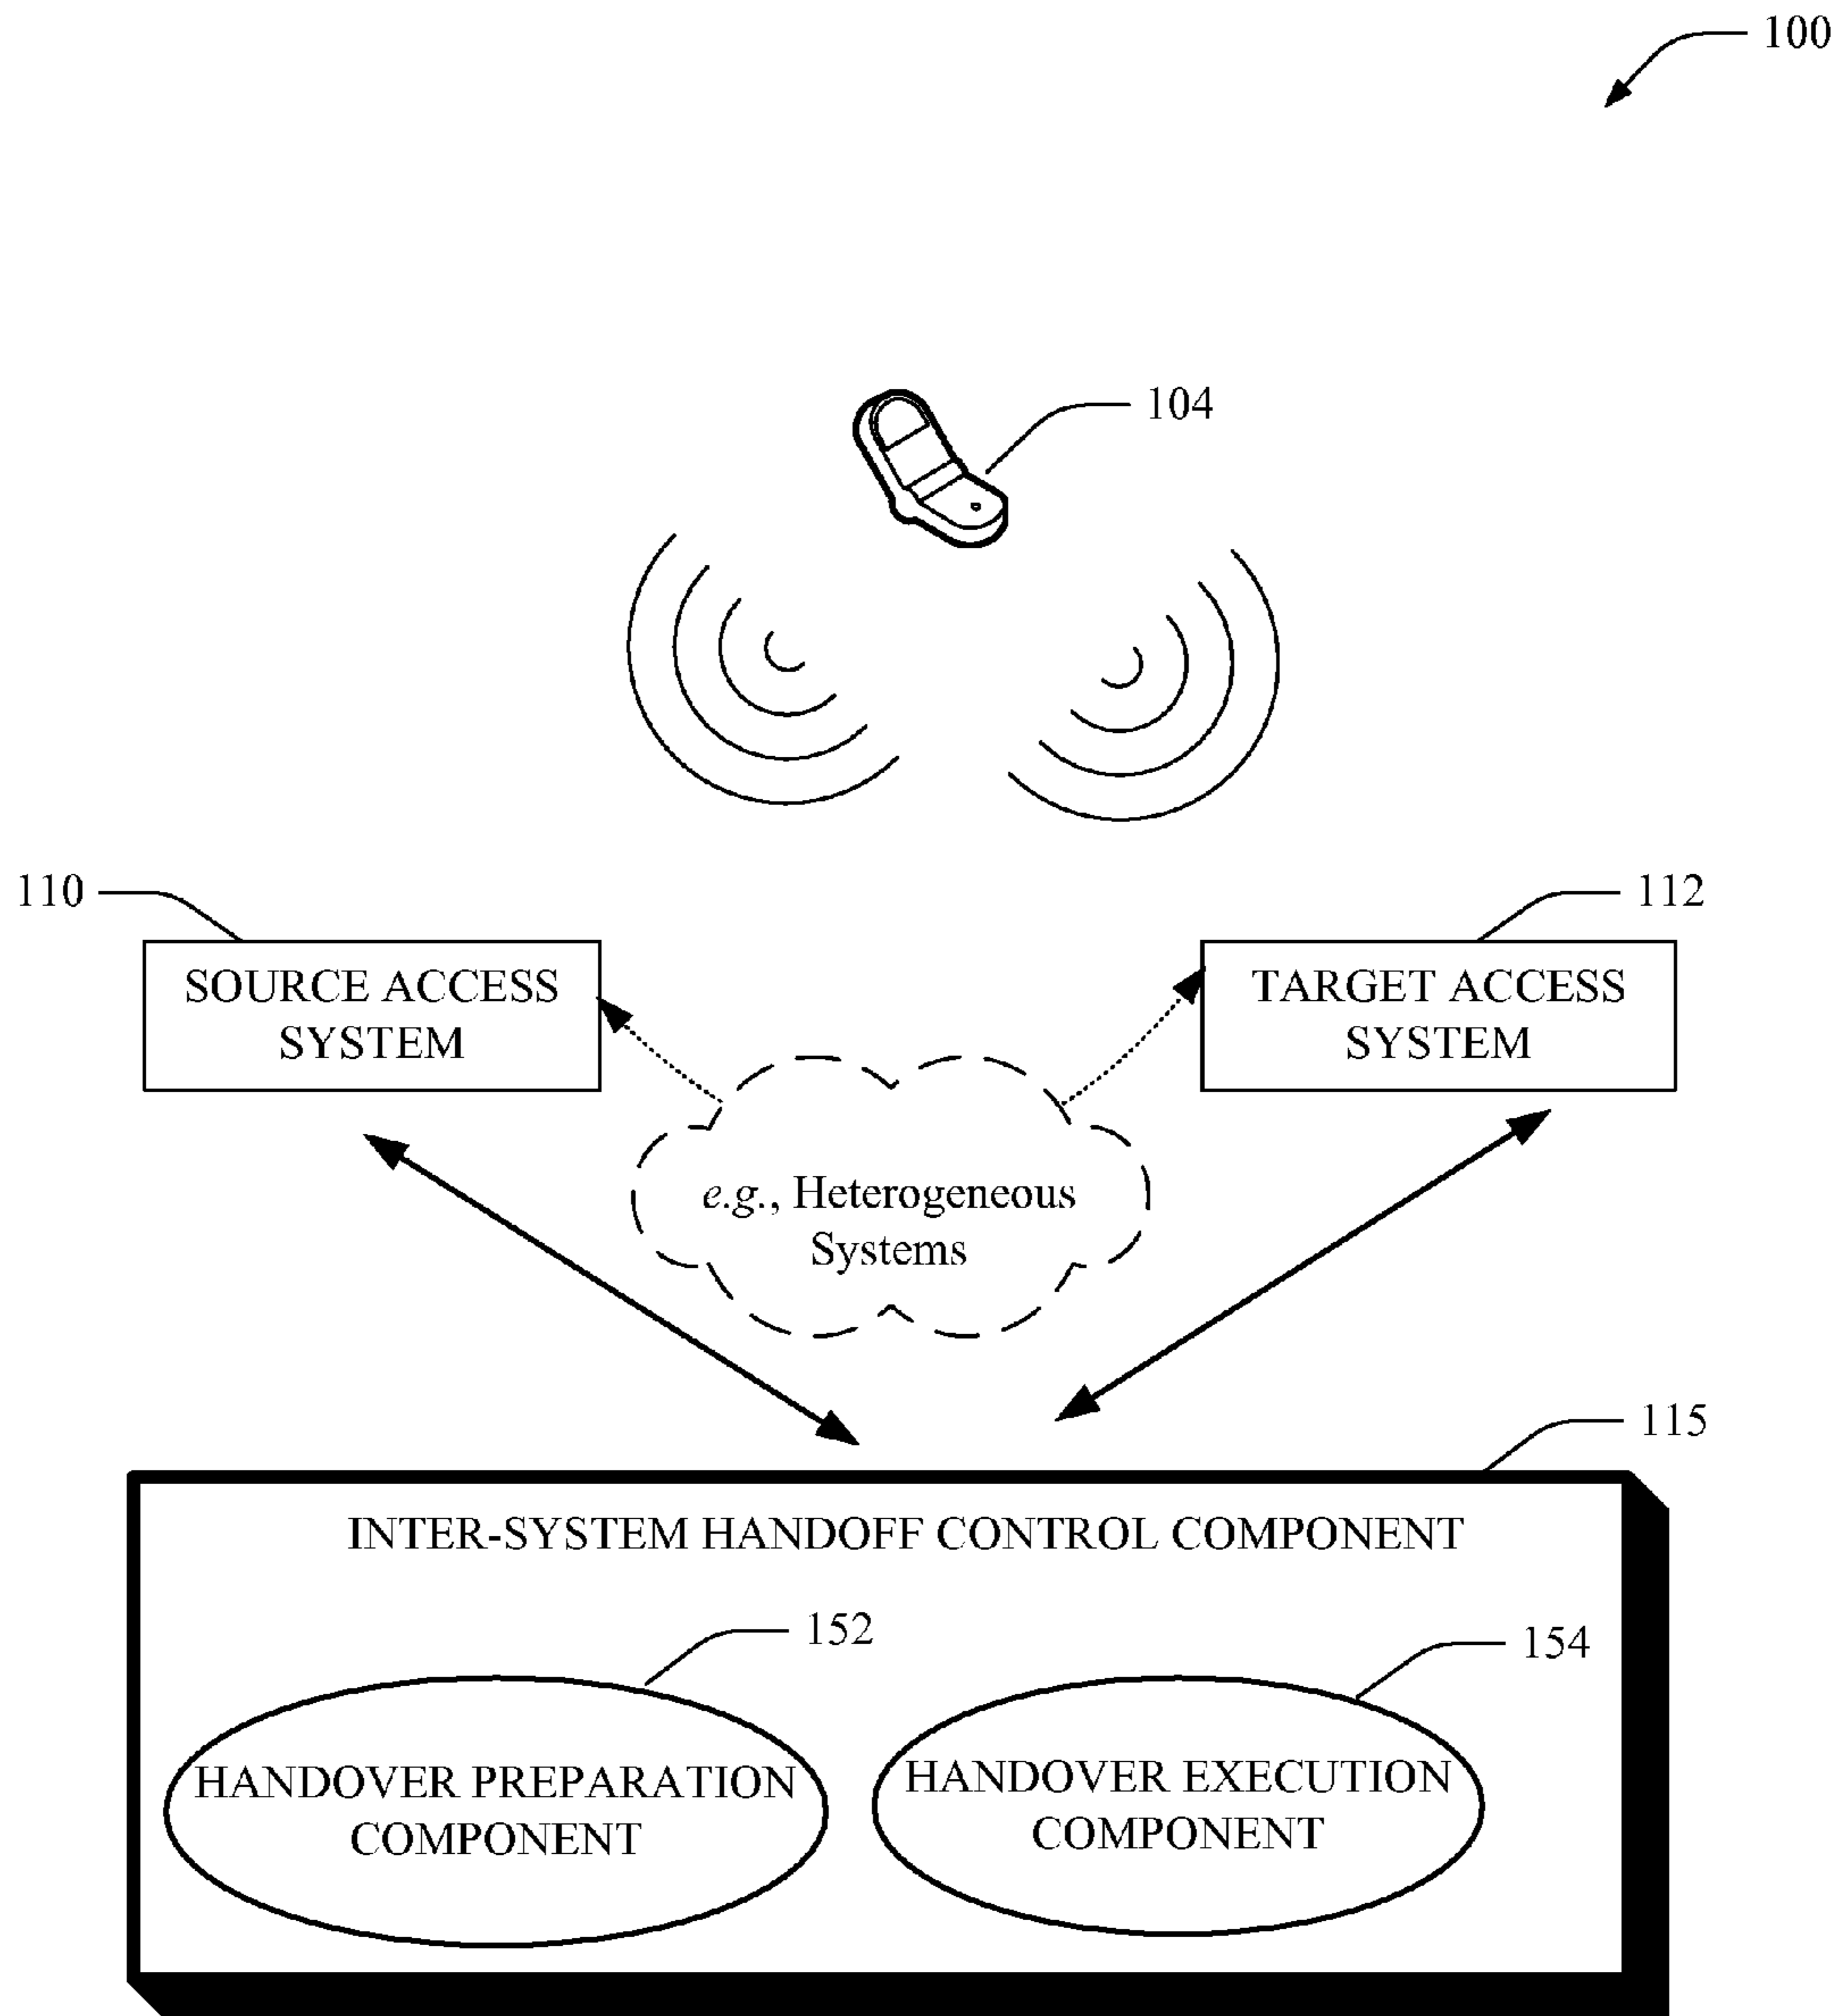 100
104
110
112
SOURCE ACCESS
SYSTEM
TARGET ACCESS
SYSTEM
e.g., Heterogeneous
Systems
115
INTER-SYSTEM HANDOFF CONTROL COMPONENT
152
154
HANDOVER PREPARATION
COMPONENT
HANDOVER EXECUTION
COMPONENT